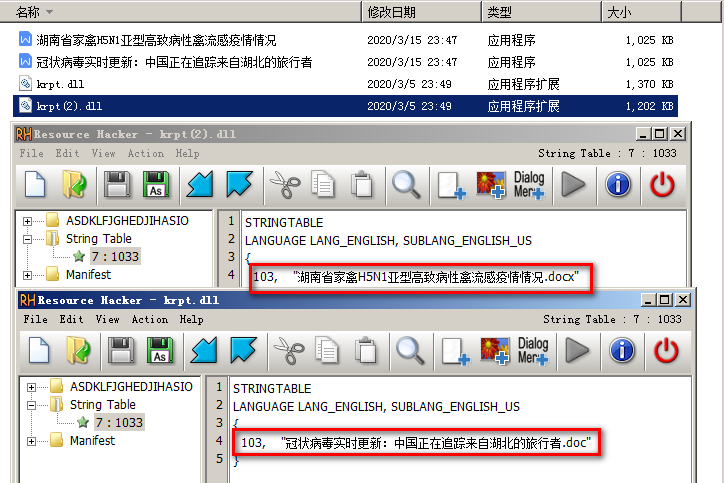 名称 修改日期 类型 大小
湖南省家禽H5N1亚型高致病性禽流感疫情情况 2020/3/15 23:47 应用程序 1,025 KB
冠状病毒实时更新：中国正在追踪来自湖北的旅行者 2020/3/15 23:47 应用程序 1,025 KB
krpt.dll 2020/3/5 23:49 应用程序扩展 1,370 KB
krpt(2).dll 2020/3/5 23:49 应用程序扩展 1,202 KB
RH Resource Hacker - krpt(2).dll
File Edit View Action Help String Table : 7 : 1033
As Dialog Menu
ASDKLFJGHEDJIHASIO
String Table
7 : 1033
Manifest
1 STRINGTABLE
2 LANGUAGE LANG_ENGLISH, SUBLANG_ENGLISH_US
3 {
4 103, "湖南省家禽H5N1亚型高致病性禽流感疫情情况.docx"
RH Resource Hacker - krpt.dll
File Edit View Action Help String Table : 7 : 1033
As Dialog Menu
ASDKLFJGHEDJIHASIO
String Table
7 : 1033
Manifest
1 STRINGTABLE
2 LANGUAGE LANG_ENGLISH, SUBLANG_ENGLISH_US
3 {
4 103, "冠状病毒实时更新：中国正在追踪来自湖北的旅行者.doc"
5 }